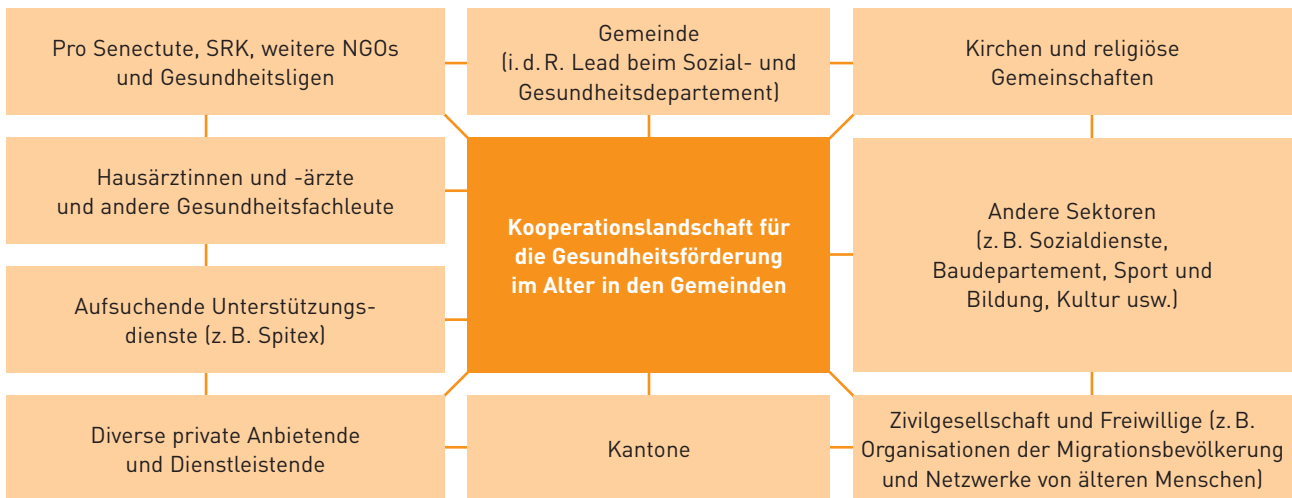 Pro Senectute, SRK, weitere NGOs
und Gesundheitsligen
Gemeinde
(i. d. R. Lead beim Sozial- und
Gesundheitsdepartement)
Kirchen und religiöse
Gemeinschaften
Hausärztinnen und -ärzte
und andere Gesundheitsfachleute
Kooperationslandschaft für
die Gesundheitsförderung
im Alter in den Gemeinden
Andere Sektoren
(z. B. Sozialdienste,
Baudepartement, Sport und
Bildung, Kultur usw.)
Aufsuchende Unterstützungs-
dienste (z. B. Spitex)
Diverse private Anbietende
und Dienstleistende
Kantone
Zivilgesellschaft und Freiwillige (z. B.
Organisationen der Migrationsbevölkerung
und Netzwerke von älteren Menschen)